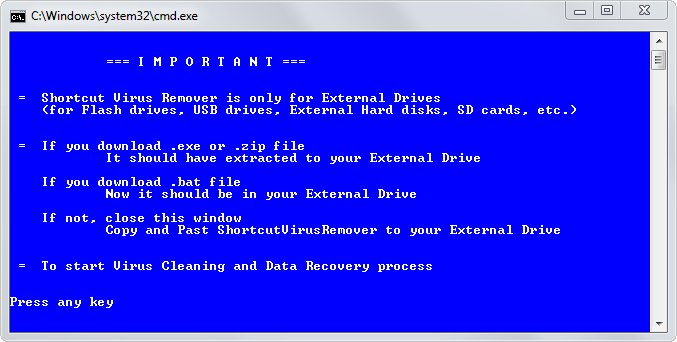 C:\Windows\system32\cmd.exe
=== I M P O R T A N T ===
= Shortcut Virus Remover is only for External Drives
(for Flash drives, USB drives, External Hard disks, SD cards, etc.)
= If you download .exe or .zip file
It should have extracted to your External Drive
If you download .bat file
Now it should be in your External Drive
If not, close this window
Copy and Past ShortcutVirusRemover to your External Drive
= To start Virus Cleaning and Data Recovery process
Press any key